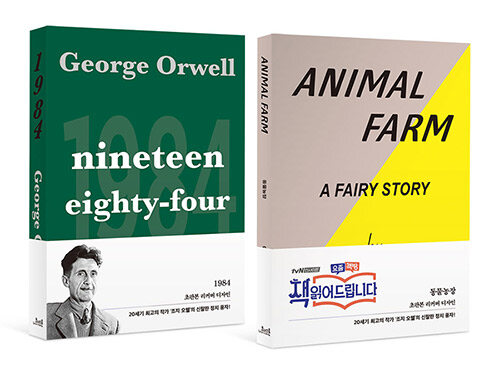 1984
George Orwell
1984
nineteen
eighty-four
George
1984
초판본 리커버 디자인
20세기 최고의 작가 '조지 오웰'의 신랄한 정치 풍자!
ANIMAL FARM
동물농장
ANIMAL
FARM
A FAIRY STORY
tvN
요즘 책방
책 읽어드립니다
동물농장
초판본 리커버 디자인
20세기 최고의 작가 '조지 오웰'의 신랄한 정치 풍자!